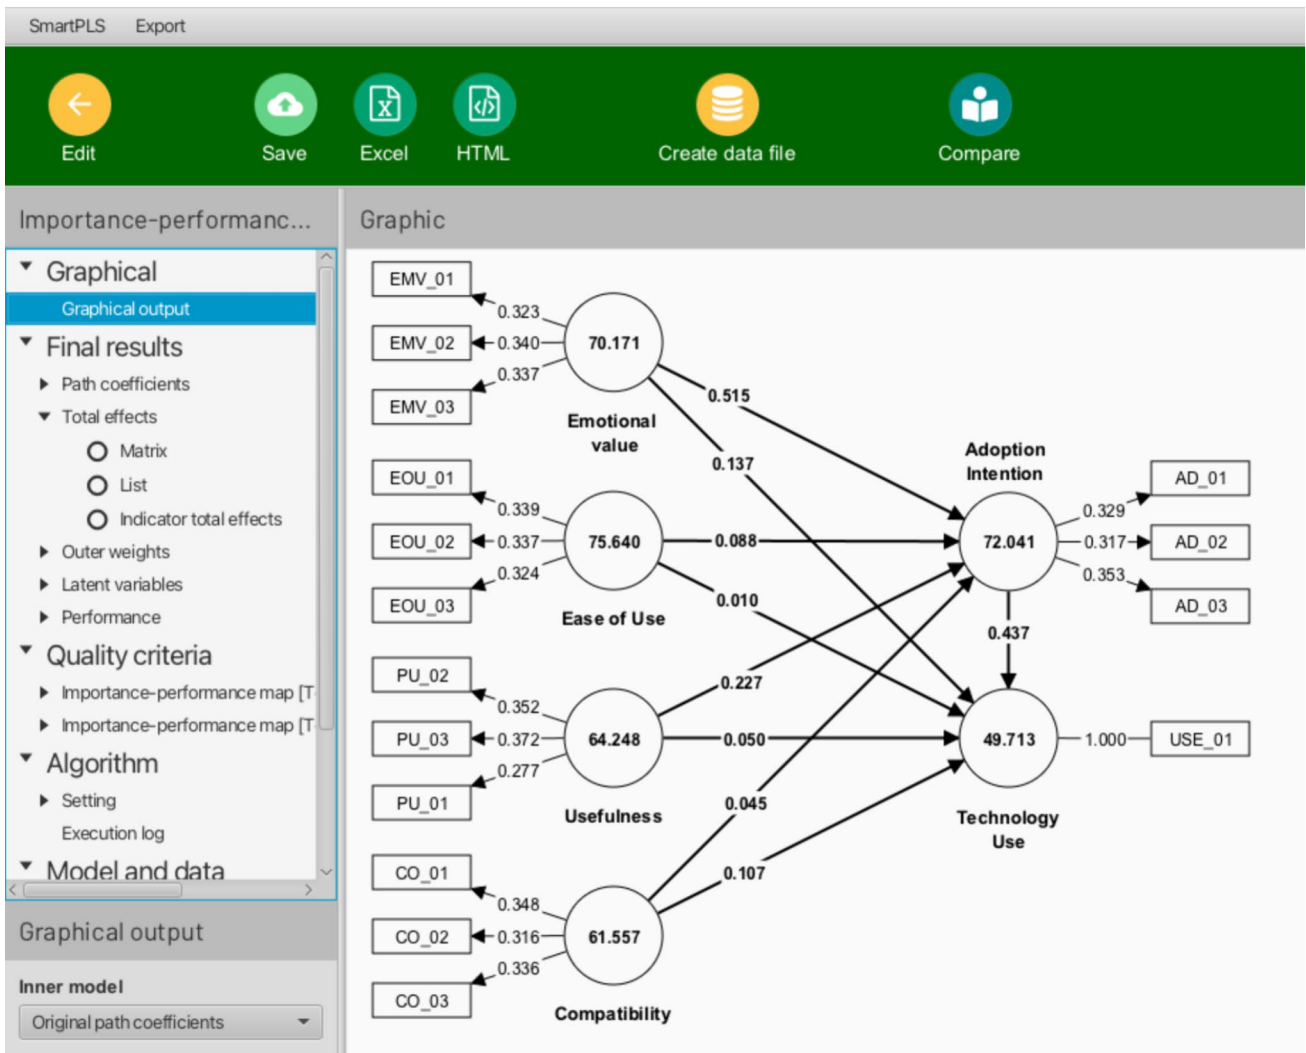 SmartPLS Export
Edit Save Excel HTML Create data file Compare
Importance-performanc...
Graphical
Graphical output
Final results
Path coefficients
Total effects
Matrix
List
Indicator total effects
Outer weights
Latent variables
Performance
Quality criteria
Importance-performance map [T
Importance-performance map [T
Algorithm
Setting
Execution log
Model and data
Graphical output
Inner model
Original path coefficients
Graphic
EMV_01
0.323
EMV_02 0.340 70.171
0.337
EMV_03
Emotional
value
0.515
0.137
EOU_01
0.339
EOU_02 0.337 75.640
0.324
EOU_03
Ease of Use
0.088
0.010
PU_02
0.352
PU_03 0.372 64.248
0.277
PU_01
Usefulness
0.227
0.050
CO_01
0.348
CO_02 0.316 61.557
0.336
CO_03
Compatibility
0.045
0.107
Adoption
Intention
72.041
0.329 AD_01
0.317 AD_02
0.353 AD_03
0.437
49.713 1.000 USE_01
Technology
Use